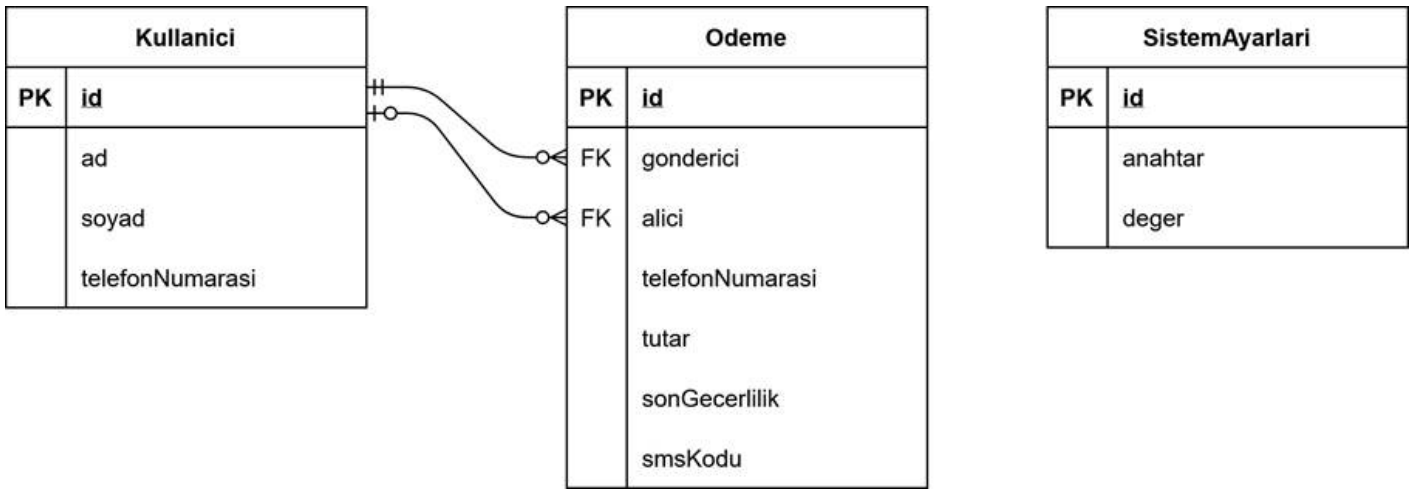 Kullanici
PK id
ad
soyad
telefonNumarasi
Odeme
PK id
FK gonderici
FK alici
telefonNumarasi
tutar
sonGecerlilik
smsKodu
SistemAyarlari
PK id
anahtar
deger